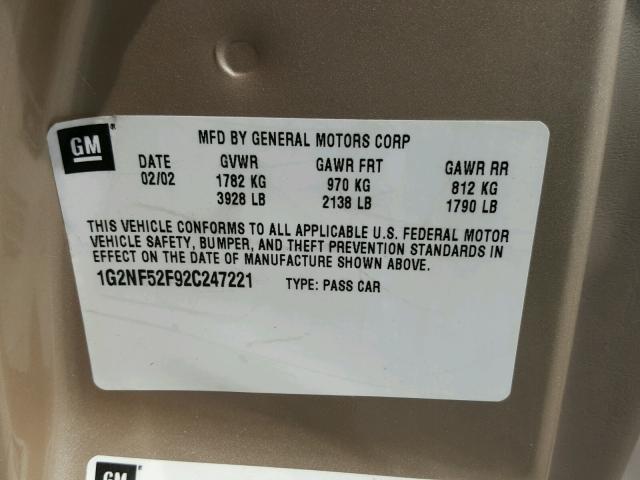 GM
MFD BY GENERAL MOTORS CORP
DATE GVWR GAWR FRT GAWR RR
02/02 1782 KG 970 KG 812 KG
3928 LB 2138 LB 1790 LB
THIS VEHICLE CONFORMS TO ALL APPLICABLE U.S. FEDERAL MOTOR
VEHICLE SAFETY, BUMPER, AND THEFT PREVENTION STANDARDS IN
EFFECT ON THE DATE OF MANUFACTURE SHOWN ABOVE.
1G2NF52F92C247221 TYPE: PASS CAR
GM